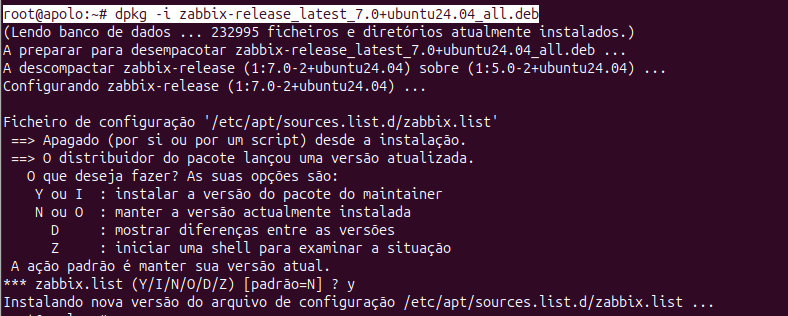 root@apolo:~# dpkg -i zabbix-release_latest_7.0+ubuntu24.04_all.deb
(Lendo banco de dados ... 232995 ficheiros e diretórios atualmente instalados.)
A preparar para desempacotar zabbix-release_latest_7.0+ubuntu24.04_all.deb ...
A descompactar zabbix-release (1:7.0-2+ubuntu24.04) sobre (1:5.0-2+ubuntu24.04) ...
Configurando zabbix-release (1:7.0-2+ubuntu24.04) ...
Ficheiro de configuração '/etc/apt/sources.list.d/zabbix.list'
==> Apagado (por si ou por um script) desde a instalação.
==> O distribuidor do pacote lançou uma versão atualizada.
O que deseja fazer? As suas opções são:
Y ou I : instalar a versão do pacote do maintainer
N ou O : manter a versão actualmente instalada
D : mostrar diferenças entre as versões
Z : iniciar uma shell para examinar a situação
A ação padrão é manter sua versão atual.
*** zabbix.list (Y/I/N/O/D/Z) [padrão=N] ? y
Instalando nova versão do arquivo de configuração /etc/apt/sources.list.d/zabbix.list ...